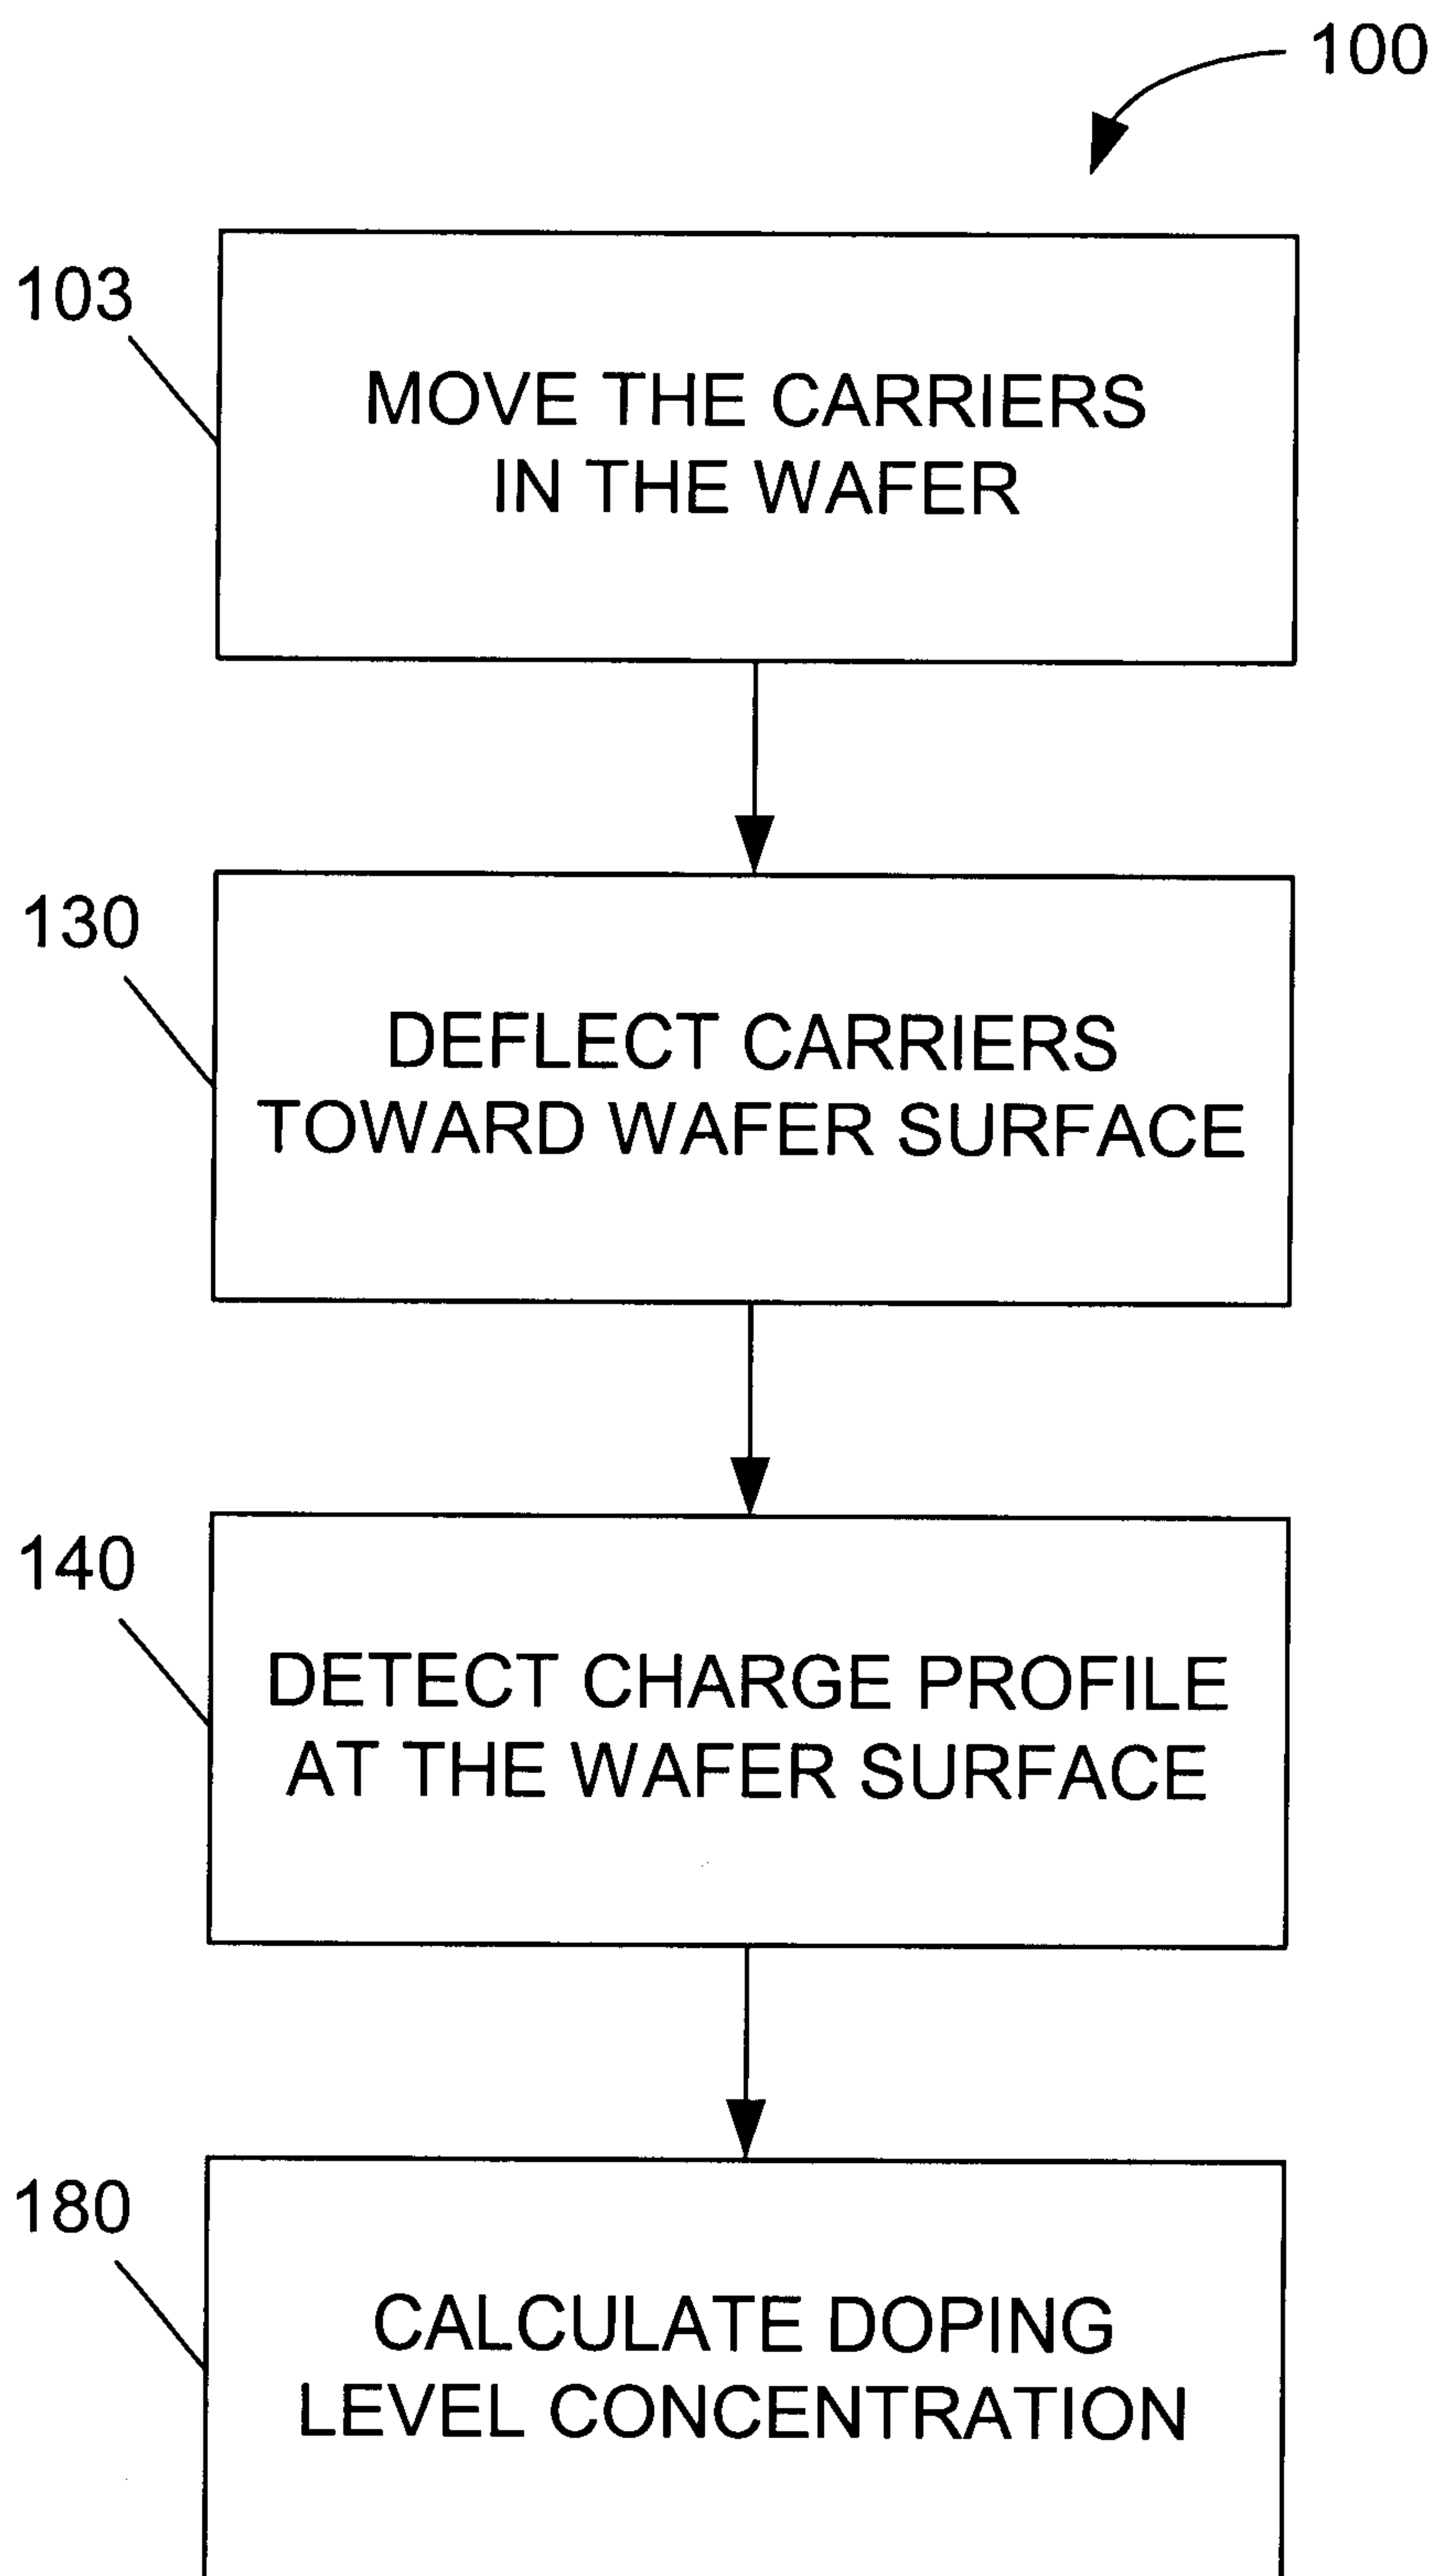 100
103
MOVE THE CARRIERS
IN THE WAFER
130
DEFLECT CARRIERS
TOWARD WAFER SURFACE
140
DETECT CHARGE PROFILE
AT THE WAFER SURFACE
180
CALCULATE DOPING
LEVEL CONCENTRATION